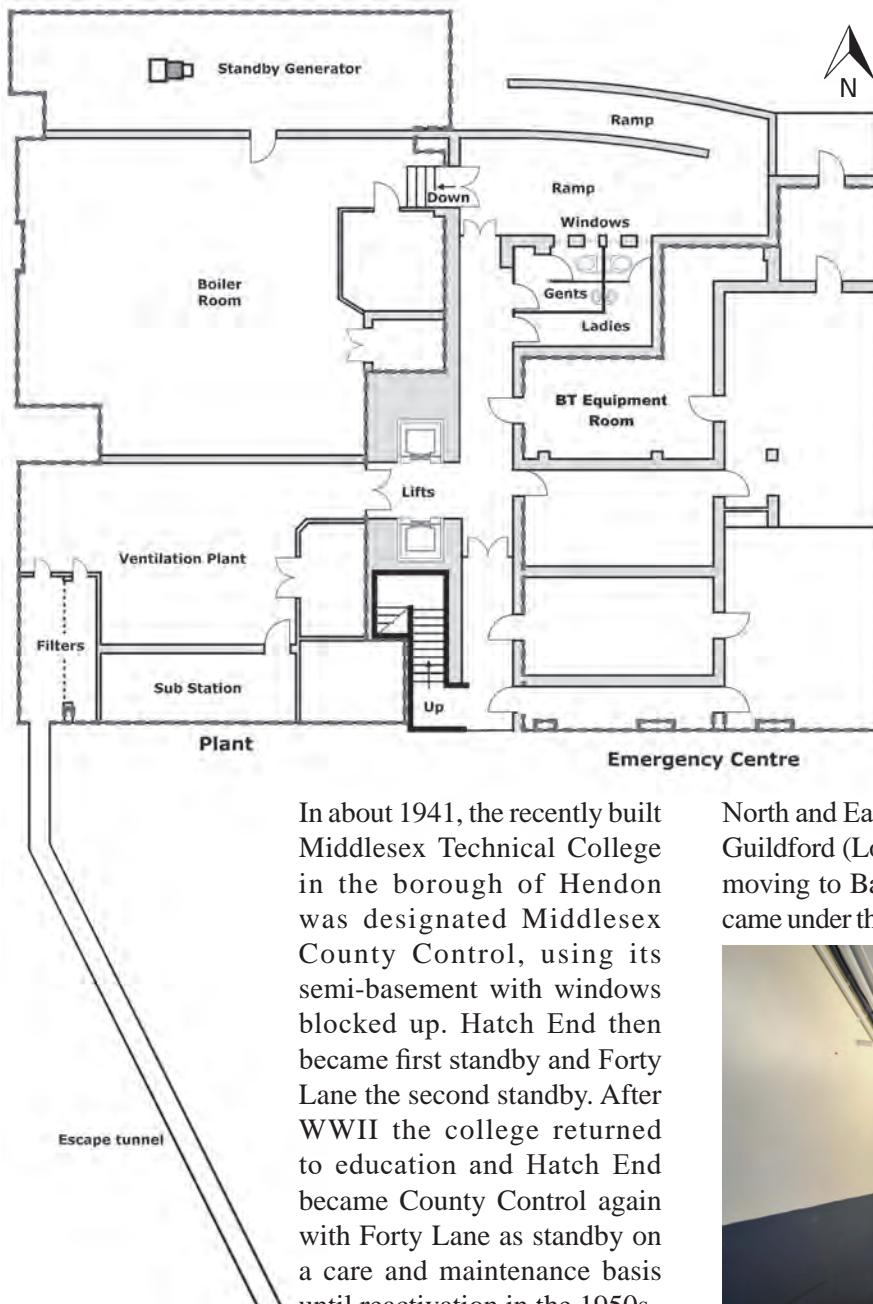 Standby Generator
N
Ramp
Down
Ramp
Windows
Boiler
Room
Gents
Ladies
BT Equipment
Room
Lifts
Ventilation Plant
Filters
Sub Station
Up
Plant
Emergency Centre
Escape tunnel
In about 1941, the recently built
Middlesex Technical College
in the borough of Hendon
was designated Middlesex
County Control, using its
semi-basement with windows
blocked up. Hatch End then
became first standby and Forty
Lane the second standby. After
WWII the college returned
to education and Hatch End
became County Control again
with Forty Lane as standby on
a care and maintenance basis
until reactivation in the 1950s
North and Ea
Guildford (Lo
moving to Ba
came under th